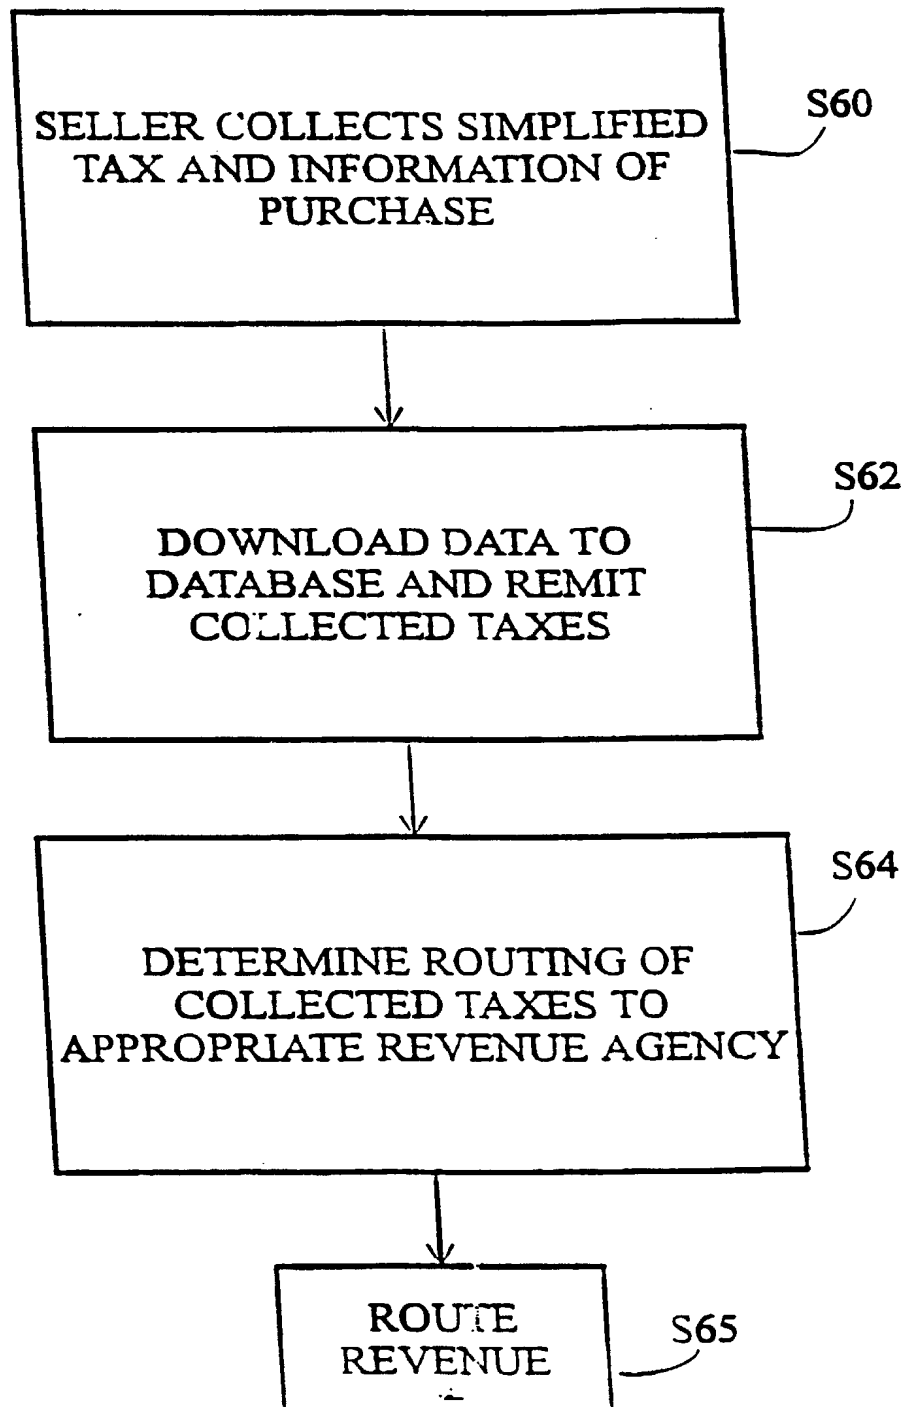 SELLER COLLECTS SIMPLIFIED
TAX AND INFORMATION OF
PURCHASE
S60
DOWNLOAD DATA TO
DATABASE AND REMIT
COLLECTED TAXES
S62
DETERMINE ROUTING OF
COLLECTED TAXES TO
APPROPRIATE REVENUE AGENCY
S64
ROUTE
REVENUE
S65